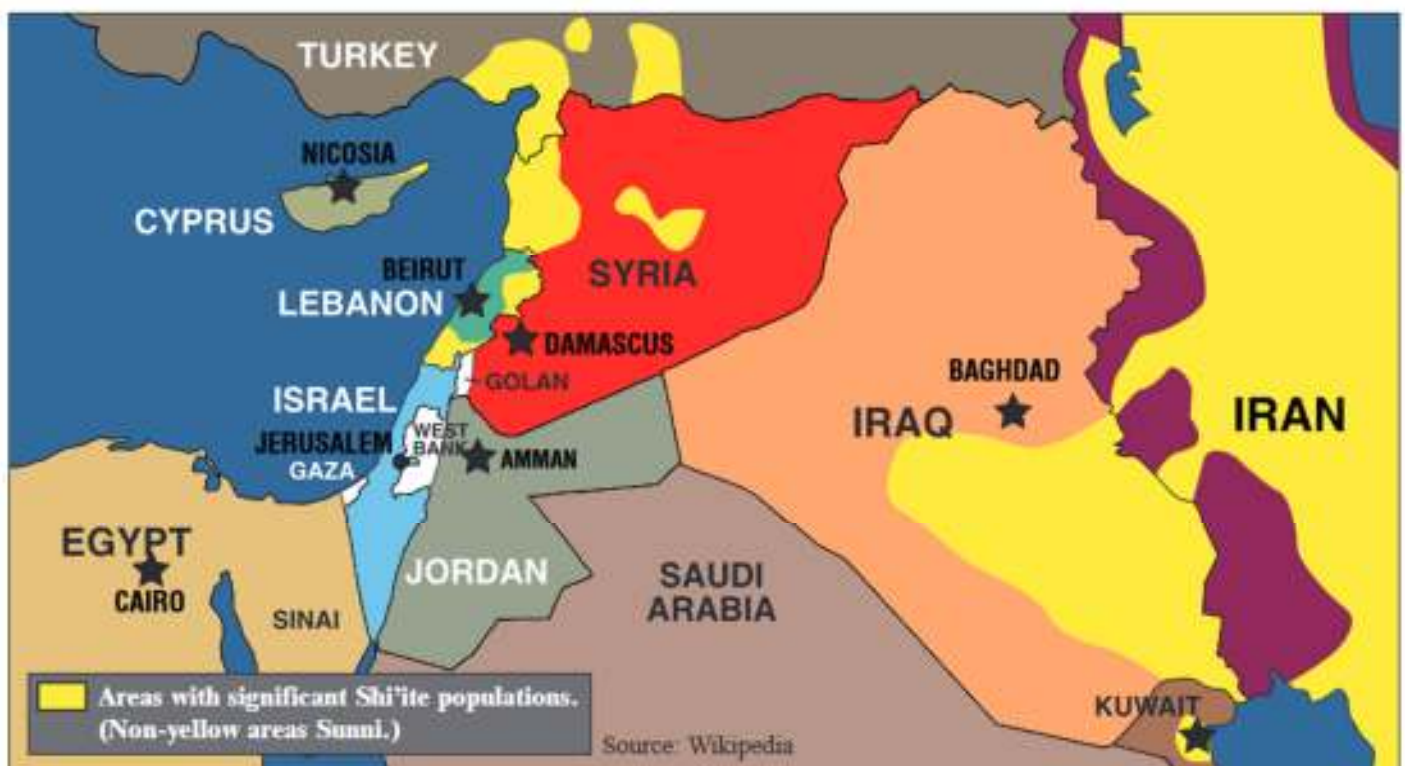 TURKEY
NICOSIA
CYPRUS
BEIRUT
LEBANON
SYRIA
DAMASCUS
GOLAN
BAGHDAD
ISRAEL
IRAQ
IRAN
JERUSALEM
WEST
BANK
AMMAN
GAZA
EGYPT
CAIRO
SINAI
JORDAN
SAUDI
ARABIA
KUWAIT
Areas with significant Shi'ite populations.
(Non-yellow areas Sunni.)
Source: Wikipedia